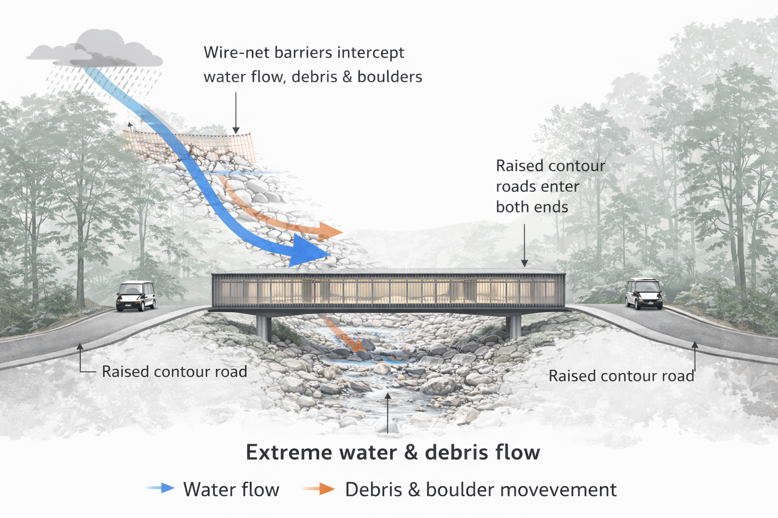 Wire-net barriers intercept
water flow, debris & boulders
Raised contour
roads enter
both ends
Raised contour road
Raised contour road
Extreme water & debris flow
Water flow
Debris & boulder movevement